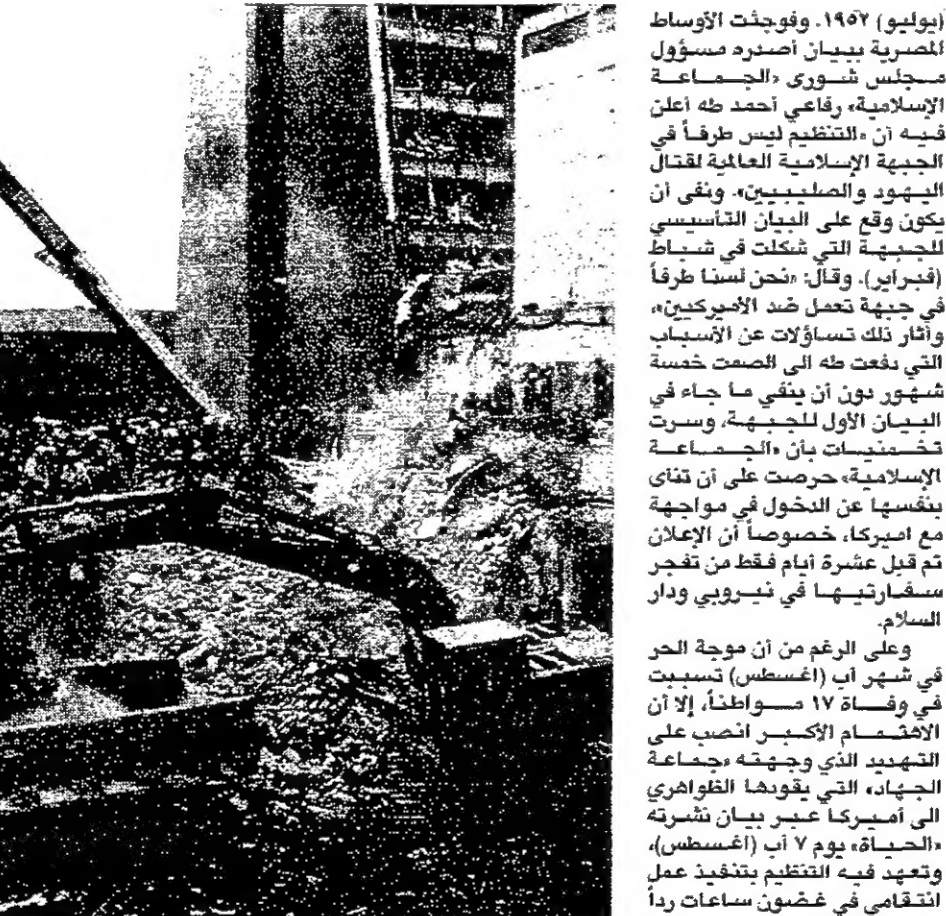 (يوليو) ١٩٥٢. وفوجئت الأوساط
المصرية ببيان أصدره مسؤول
مجلس شورى «الجماعة
الإسلامية» رفاعي أحمد طه أعلن
فيه أن «التنظيم ليس طرفاً في
الجبهة الإسلامية العالمية لقتال
اليهود والصليبيين». ونفى أن
يكون وقع على البيان التأسيسي
للجبهة التي شكلت في شباط
(فبراير). وقال: «نحن لسنا طرفاً
في جبهة تعمل ضد الأميركيين»،
وأثار ذلك تساؤلات عن الأسباب
التي دفعت طه الى الصمت خمسة
شهور دون أن ينفي ما جاء في
البيان الأول للجبهة، وسرت
تخمنيات بأن «الجماعة
الإسلامية» حرصت على أن تنأى
بنفسها عن الدخول في مواجهة
مع اميركا، خصوصاً أن الإعلان
تم قبل عشرة أيام فقط من تفجر
سفارتيها في نيروبي ودار
السلام.
وعلى الرغم من أن موجة الحر
في شهر آب (اغسطس) تسببت
في وفاة ١٧ مواطناً، إلا أن
الاهتمام الأكبر انصب على
التهديد الذي وجهته «جماعة
الجهاد» التي يقودها الظواهري
الى أميركا عبر بيان نشرته
«الحياة» يوم ٧ آب (أغسطس)،
وتعهد فيه التنظيم بتنفيذ عمل
انتقامي في غضون ساعات رداً